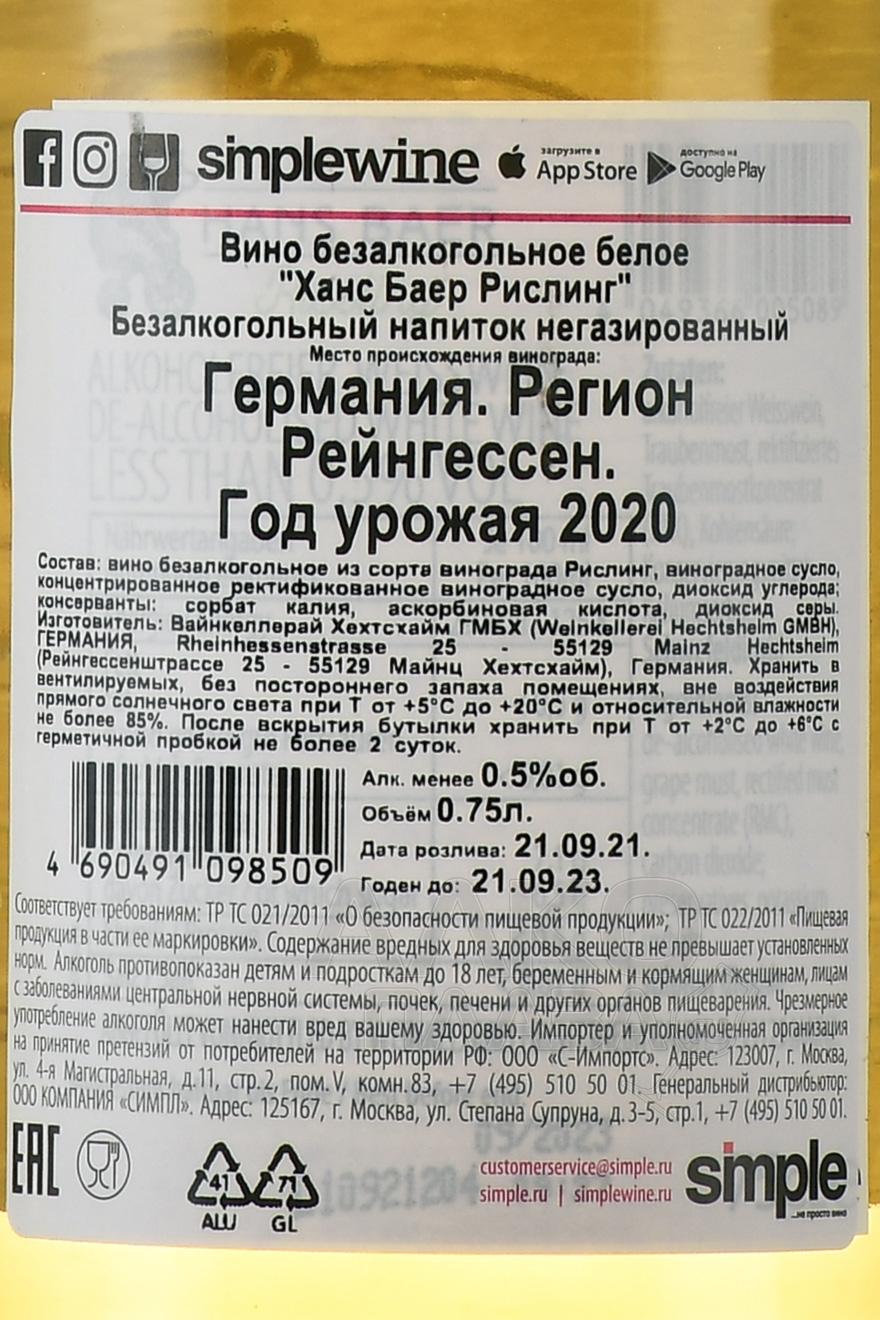 simplewine загрузите в App Store доступно на Google Play
Вино безалкогольное белое
"Ханс Баер Рислинг"
Безалкогольный напиток негазированный
Место происхождения винограда:
Германия. Регион
Рейнгессен.
Год урожая 2020
Состав: вино безалкогольное из сорта винограда Рислинг, виноградное сусло,
концентрированное ректификованное виноградное сусло, диоксид углерода;
консерванты: сорбат калия, аскорбиновая кислота, диоксид серы.
Изготовитель: Вайнкеллерай Хехтсхайм ГМБХ (Weinkellerei Hechtsheim GMBH),
ГЕРМАНИЯ, Rheinhessenstrasse 25 - 55129 Mainz Hechtsheim
(Рейнгессенштрассе 25 - 55129 Майнц Хехтсхайм), Германия. Хранить в
вентилируемых, без постороннего запаха помещениях, вне воздействия
прямого солнечного света при Т от +5°С до +20°С и относительной влажности
не более 85%. После вскрытия бутылки хранить при Т от +2°С до +6°С с
герметичной пробкой не более 2 суток.
Алк. менее 0.5%об.
Объём 0.75л.
Дата розлива: 21.09.21.
Годен до: 21.09.23.
4 690491 098509
Соответствует требованиям: ТР ТС 021/2011 «О безопасности пищевой продукции»; ТР ТС 022/2011 «Пищевая
продукция в части ее маркировки». Содержание вредных для здоровья веществ не превышает установленных
норм. Алкоголь противопоказан детям и подросткам до 18 лет, беременным и кормящим женщинам, лицам
с заболеваниями центральной нервной системы, почек, печени и других органов пищеварения. Чрезмерное
употребление алкоголя может нанести вред вашему здоровью. Импортер и уполномоченная организация
на принятие претензий от потребителей на территории РФ: ООО «С-Импортс». Адрес: 123007, г. Москва,
ул. 4-я Магистральная, д.11, стр.2, пом.V, комн.83, +7 (495) 510 50 01. Генеральный дистрибьютор:
ООО КОМПАНИЯ «СИМПЛ». Адрес: 125167, г. Москва, ул. Степана Супруна, д.3-5, стр.1, +7 (495) 510 50 01.
EAC
41 ALU
71 GL
customerservice@simple.ru
simple.ru | simplewine.ru
simple
...не просто вино